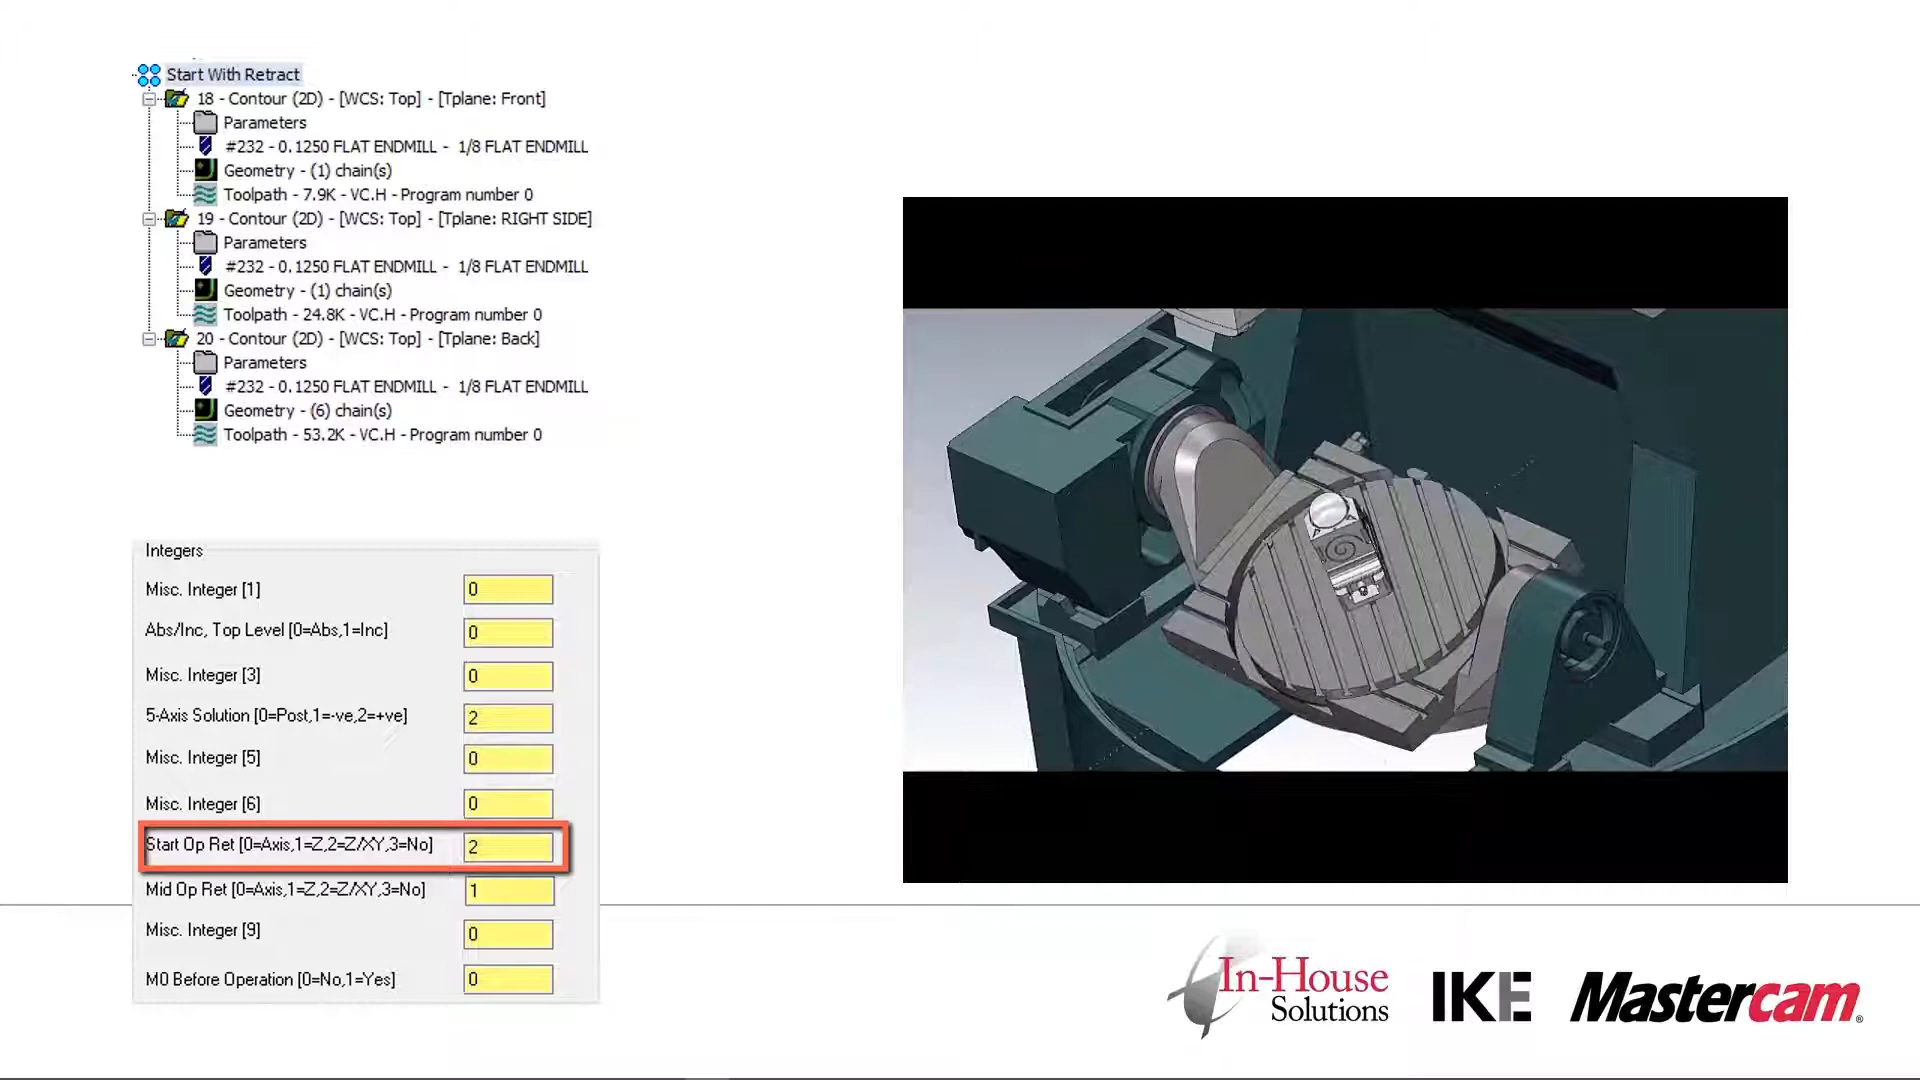 Start With Retract
18 - Contour (2D) - [WCS: Top] - [Tplane: Front]
Parameters
#232 - 0.1250 FLAT ENDMILL - 1/8 FLAT ENDMILL
Geometry - (1) chain(s)
Toolpath - 7.9K - VC.H - Program number 0
19 - Contour (2D) - [WCS: Top] - [Tplane: RIGHT SIDE]
Parameters
#232 - 0.1250 FLAT ENDMILL - 1/8 FLAT ENDMILL
Geometry - (1) chain(s)
Toolpath - 24.8K - VC.H - Program number 0
20 - Contour (2D) - [WCS: Top] - [Tplane: Back]
Parameters
#232 - 0.1250 FLAT ENDMILL - 1/8 FLAT ENDMILL
Geometry - (6) chain(s)
Toolpath - 53.2K - VC.H - Program number 0
Integers
Misc. Integer [1] 0
Abs/Inc, Top Level [0=Abs,1=Inc] 0
Misc. Integer [3] 0
5-Axis Solution [0=Post,1=-ve,2=+ve] 2
Misc. Integer [5] 0
Misc. Integer [6] 0
Start Op Ret [0=Axis,1=Z,2=Z/XY,3=No] 2
Mid Op Ret [0=Axis,1=Z,2=Z/XY,3=No] 1
Misc. Integer [9] 0
M0 Before Operation [0=No,1=Yes] 0
In-House
Solutions
IKE
Mastercam®